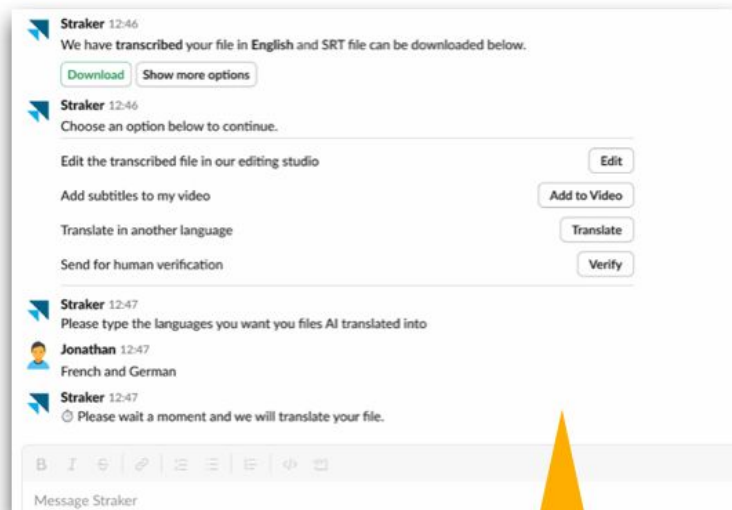 Straker 12:46
We have transcribed your file in English and SRT file can be downloaded below.
Download Show more options
Straker 12:46
Choose an option below to continue.
Edit the transcribed file in our editing studio Edit
Add subtitles to my video Add to Video
Translate in another language Translate
Send for human verification Verify
Straker 12:47
Please type the languages you want you files AI translated into
Jonathan 12:47
French and German
Straker 12:47
Please wait a moment and we will translate your file.
B I S
Message Straker